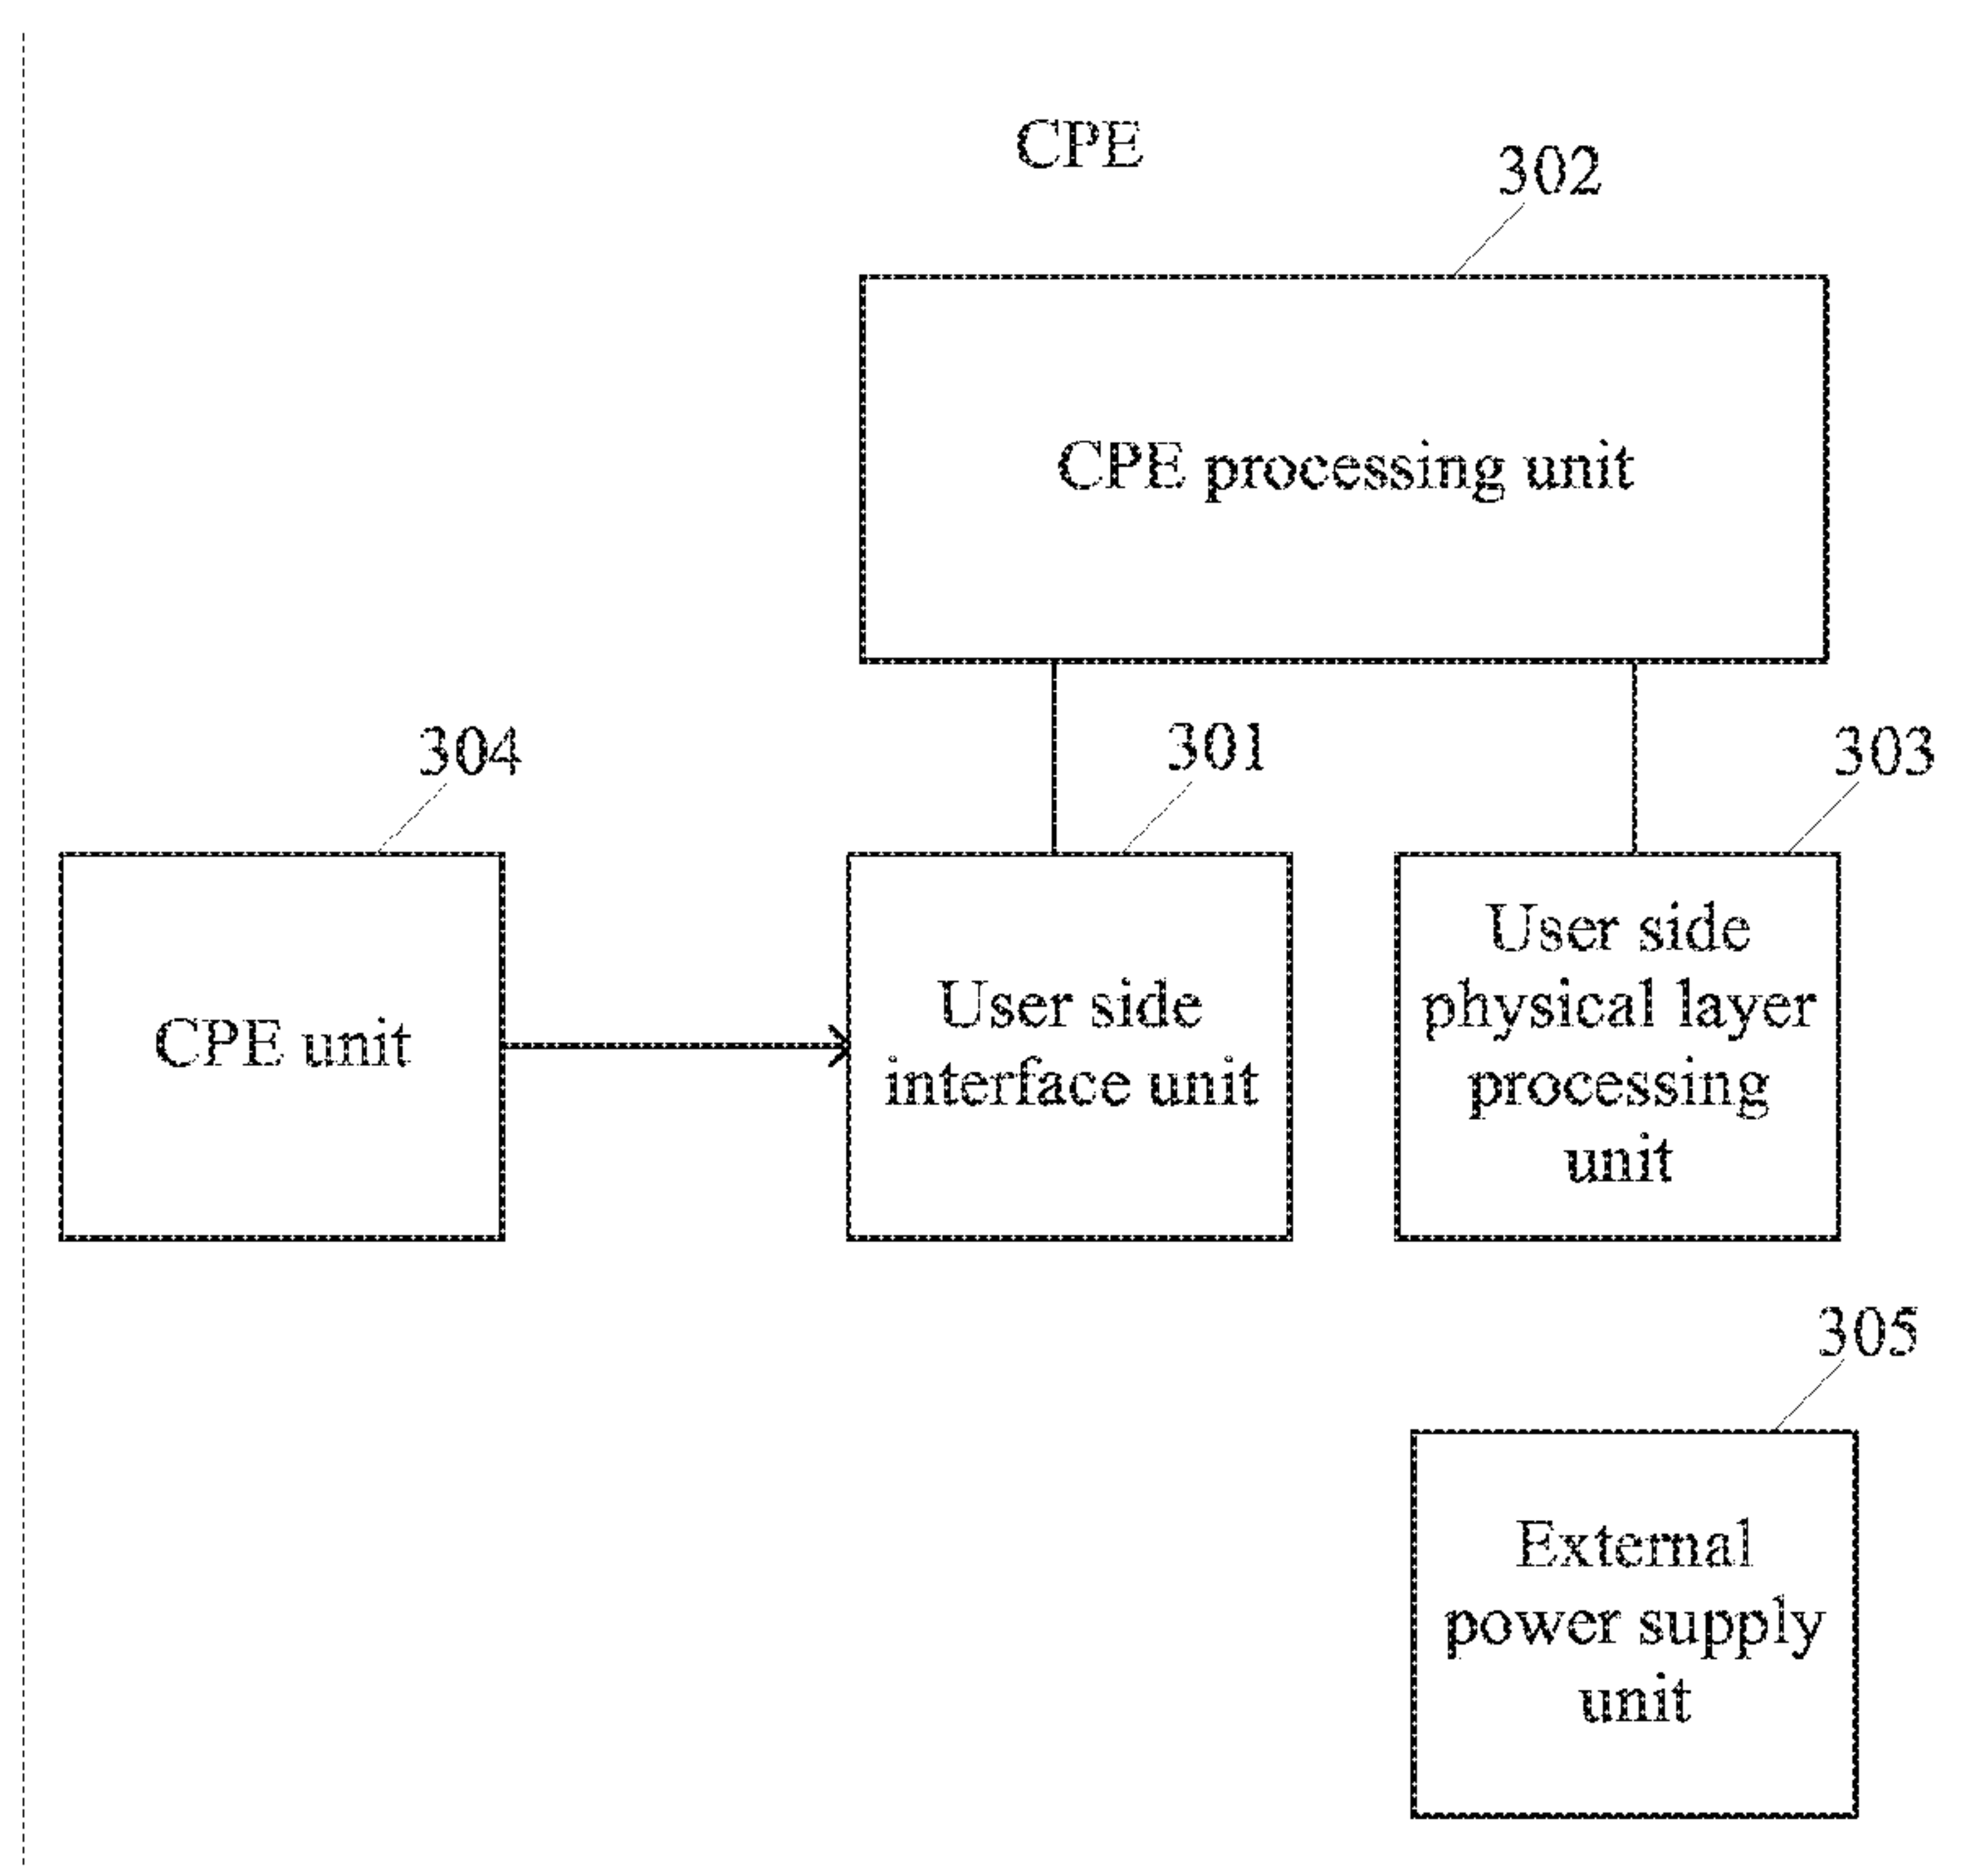 CPE
302
CPE processing unit
304
301
303
CPE unit
User side
interface unit
User side
physical layer
processing
unit
305
External
power supply
unit